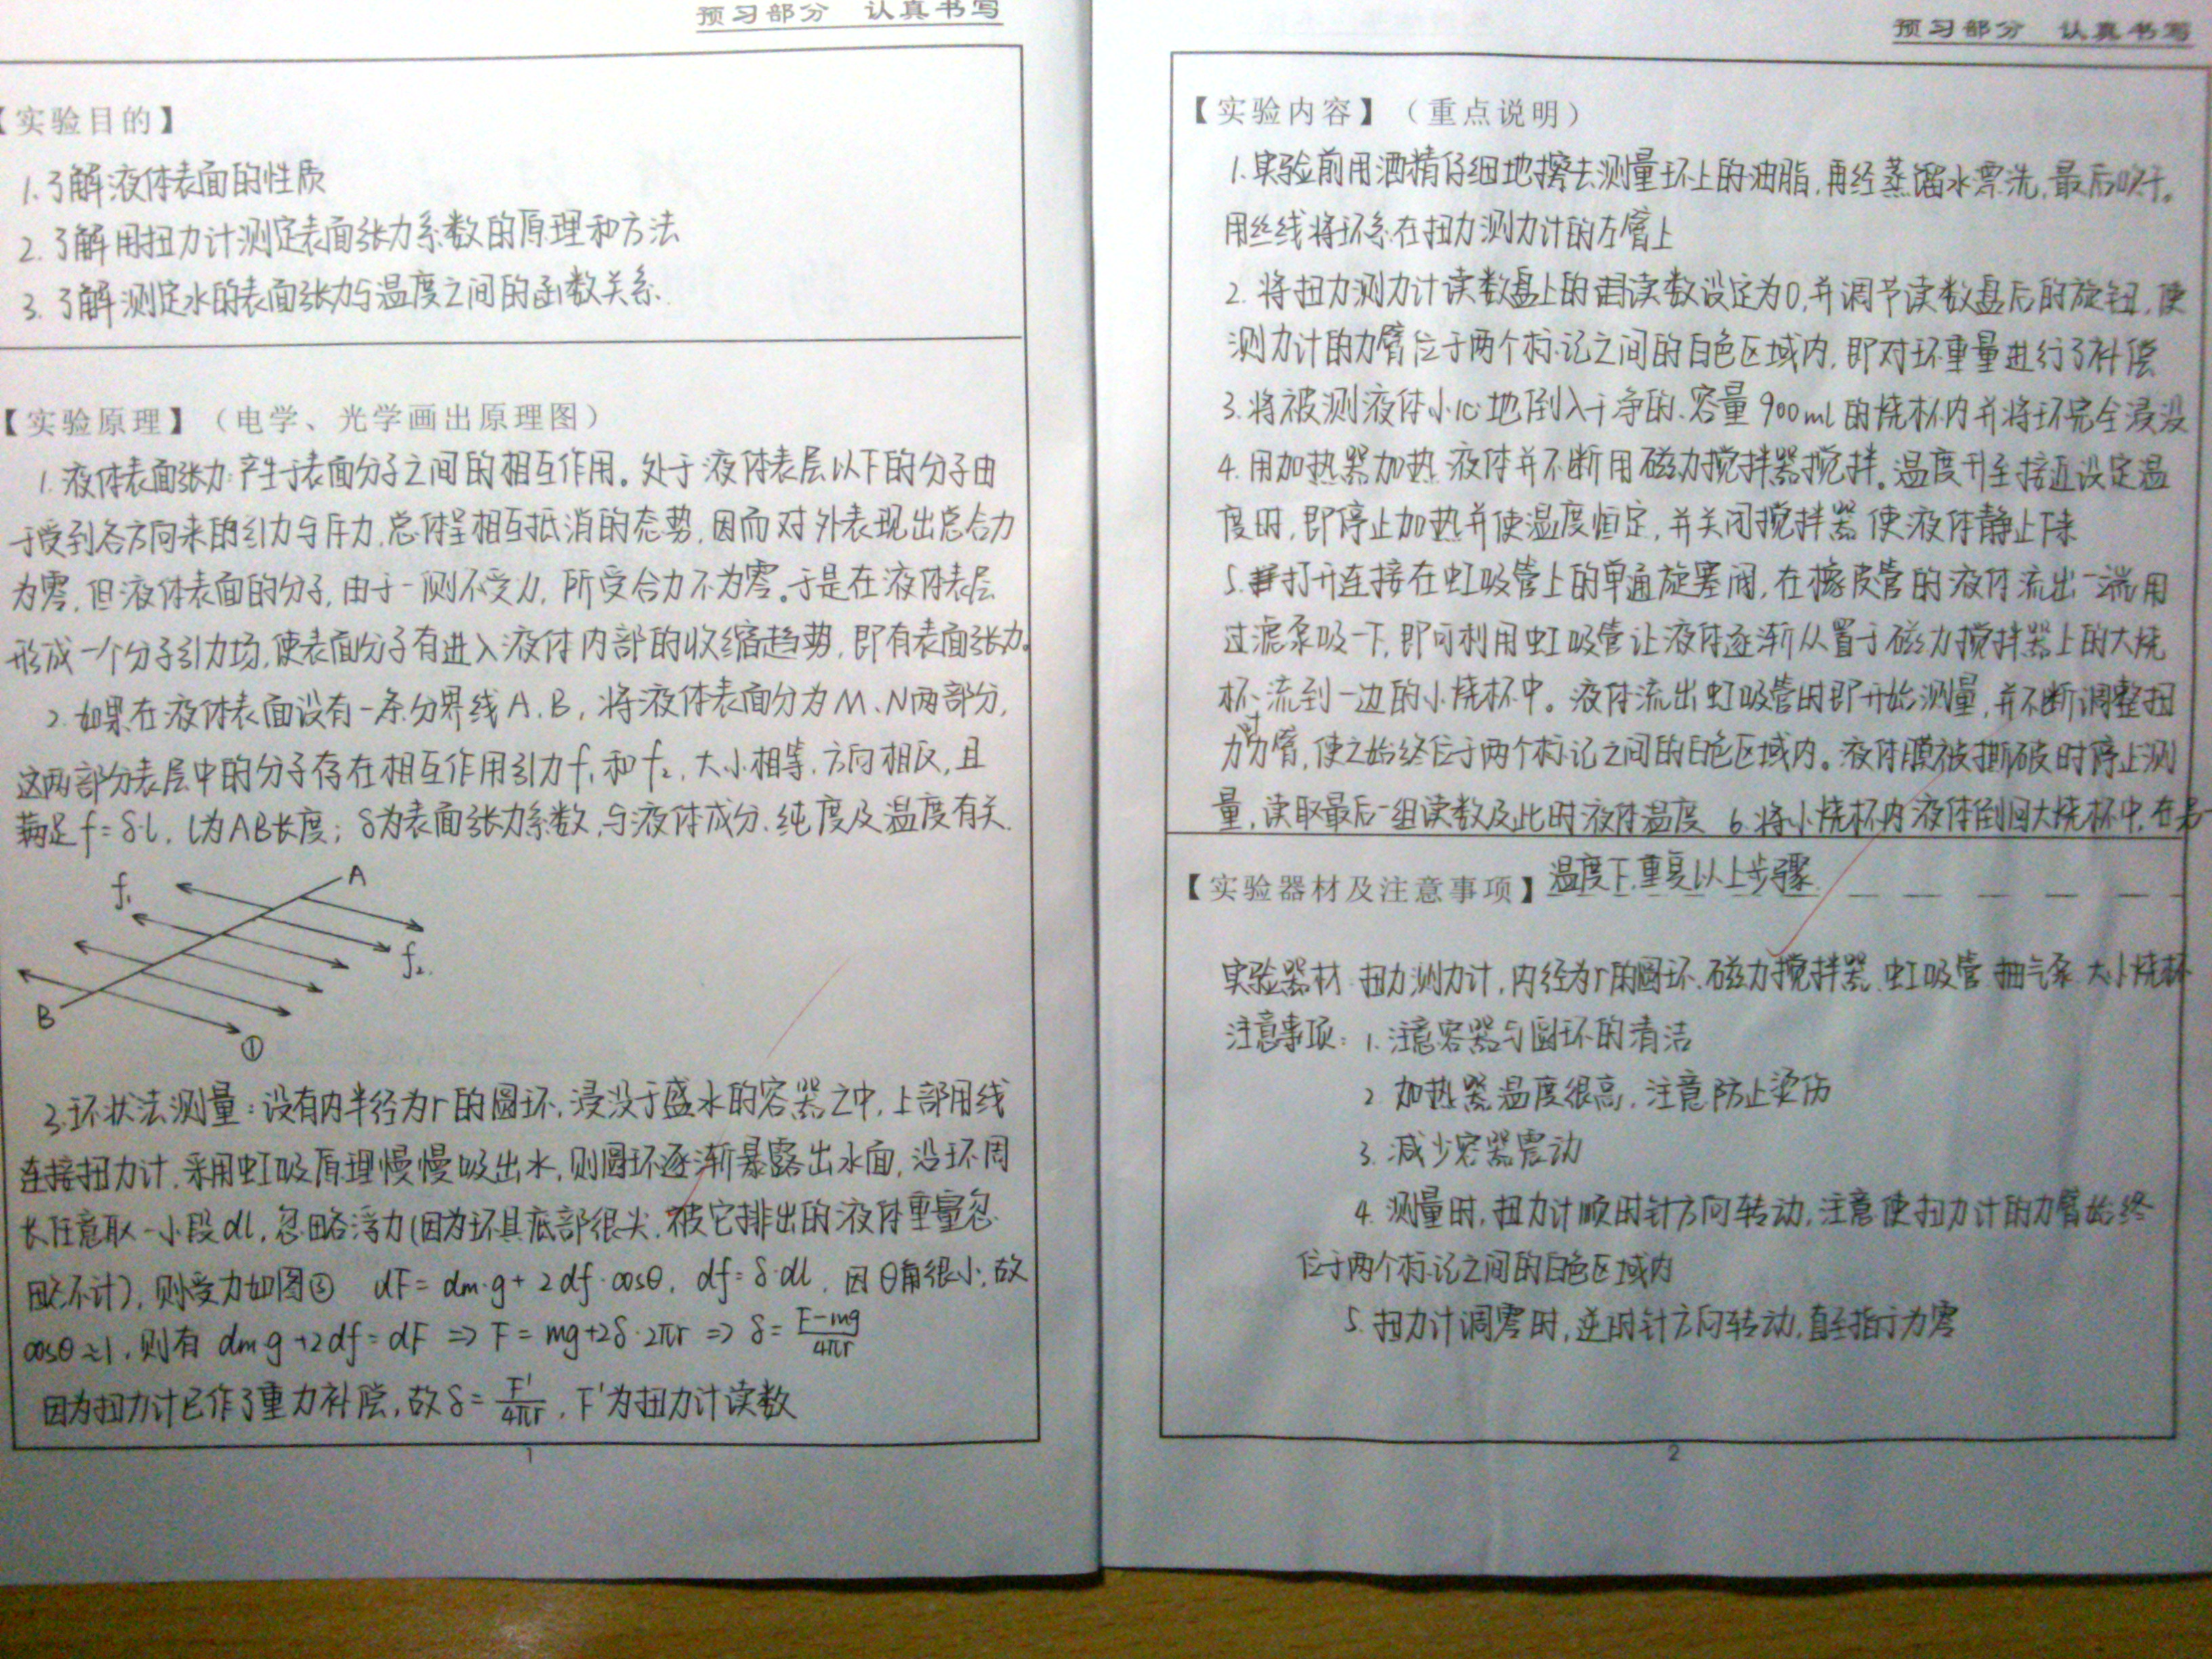 预习部分 认真书写
【实验目的】
1.了解液体表面的性质
2.了解用扭力计测定表面张力系数的原理和方法
3.了解测定水的表面张力与温度之间的函数关系.
【实验原理】（电学、光学画出原理图）
1.液体表面张力:产生于表面分子之间的相互作用。处于液体表层以下的分子由
于受到各方向来的引力与斥力,总体呈相互抵消的态势,因而对外表现出总合力
为零,但液体表面的分子,由于一侧不受力,所受合力不为零。于是在液体表层
形成一个分子引力场,使表面分子有进入液体内部的收缩趋势,即有表面张力。
2.如果在液体表面设有一条分界线A、B,将液体表面分为M、N两部分,
这两部分表层中的分子存在相互作用引力f₁和f₂,大小相等,方向相反,且
满足f=δl, l为AB长度; δ为表面张力系数,与液体成分、纯度及温度有关.
A
f₁
f₂.
B
①
3.环状法测量:设有内半径为r的圆环,浸没于盛水的容器之中,上部用线
连接扭力计,采用虹吸原理慢慢吸出水,则圆环逐渐暴露出水面,沿环周
长任意取一小段dl,忽略浮力(因为环具底部很尖,被它排出的液体重量忽
略不计),则受力如图② dF=dm·g+2df·cosθ, df=δ·dl, 因θ角很小,故
cosθ≈1,则有 dm·g+2df=dF ⇒ F=mg+2δ·2πr ⇒ δ=(F-mg)/4πr
因为扭力计已作了重力补偿,故δ=F'/4πr, F'为扭力计读数
1
预习部分 认真书写
【实验内容】（重点说明）
1.实验前用酒精仔细地擦去测量环上的油脂,再经蒸馏水漂洗,最后吹干。
用丝线将环系在扭力测力计的左臂上
2.将扭力测力计读数盘上的读数设定为0,并调节读数盘后的旋钮,使
测力计的力臂位于两个标记之间的白色区域内,即对环重量进行了补偿
3.将被测液体小心地倒入干净的、容量900ml的烧杯内并将环完全浸没
4.用加热器加热液体并不断用磁力搅拌器搅拌。温度升至接近设定温
度时,即停止加热并使温度恒定,并关闭搅拌器使液体静止下来
5.打开连接在虹吸管上的单通旋塞阀,在橡皮管的液体流出一端用
过滤泵吸一下,即可利用虹吸管让液体逐渐从置于磁力搅拌器上的大烧
杯流到一边的小烧杯中。液体流出虹吸管时即开始测量,并不断调整扭
力计力臂,使之始终位于两个标记之间的白色区域内。液体膜被撕破时停止测
量,读取最后一组读数及此时液体温度 6.将小烧杯内液体倒回大烧杯中,在
温度下重复以上步骤
【实验器材及注意事项】
实验器材 扭力测力计,内径为r的圆环、磁力搅拌器、虹吸管 抽气泵 大小烧杯
注意事项: 1.注意容器与圆环的清洁
2 加热器温度很高,注意防止烫伤
3.减少容器震动
4.测量时,扭力计顺时针方向转动,注意使扭力计的力臂始终
位于两个标记之间的白色区域内
5.扭力计调零时,逆时针方向转动,直至指示为零
2